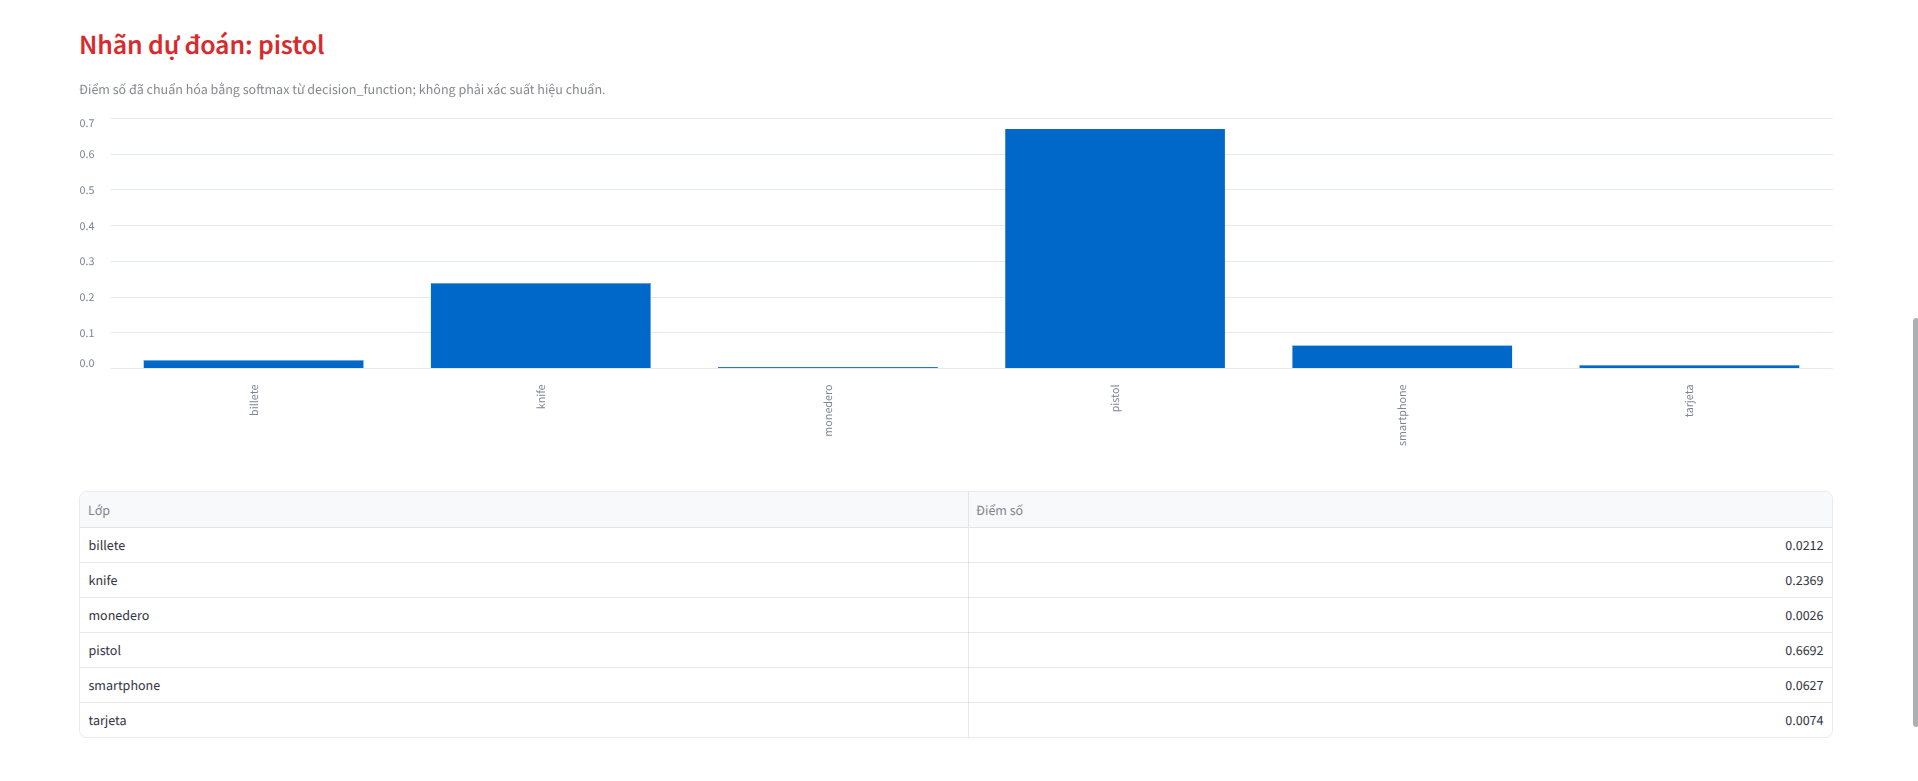 Nhãn dự đoán: pistol
Điểm số đã chuẩn hóa bằng softmax từ decision_function; không phải xác suất hiệu chuẩn.
0.7
0.6
0.5
0.4
0.3
0.2
0.1
0.0
billete
knife
monedero
pistol
smartphone
tarjeta
Lớp Điểm số
billete 0.0212
knife 0.2369
monedero 0.0026
pistol 0.6692
smartphone 0.0627
tarjeta 0.0074